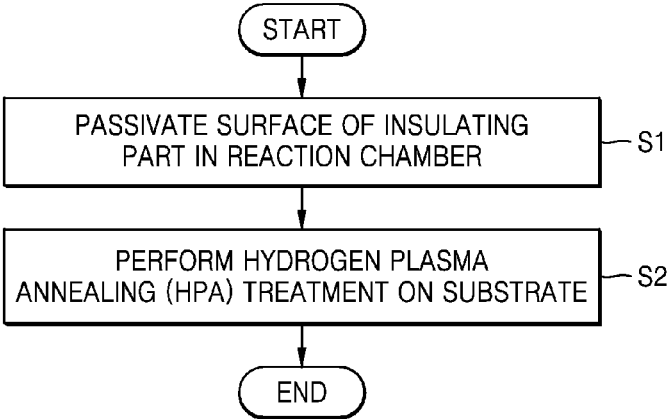 START
PASSIVATE SURFACE OF INSULATING
PART IN REACTION CHAMBER
S1
PERFORM HYDROGEN PLASMA
ANNEALING (HPA) TREATMENT ON SUBSTRATE
S2
END